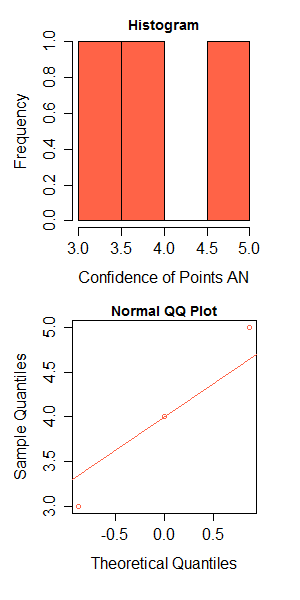 Histogram
1.0
0.8
0.6
0.4
0.2
0.0
Frequency
3.0 3.5 4.0 4.5 5.0
Confidence of Points AN
Normal QQ Plot
5.0
4.5
4.0
3.5
3.0
Sample Quantiles
-0.5 0.0 0.5
Theoretical Quantiles